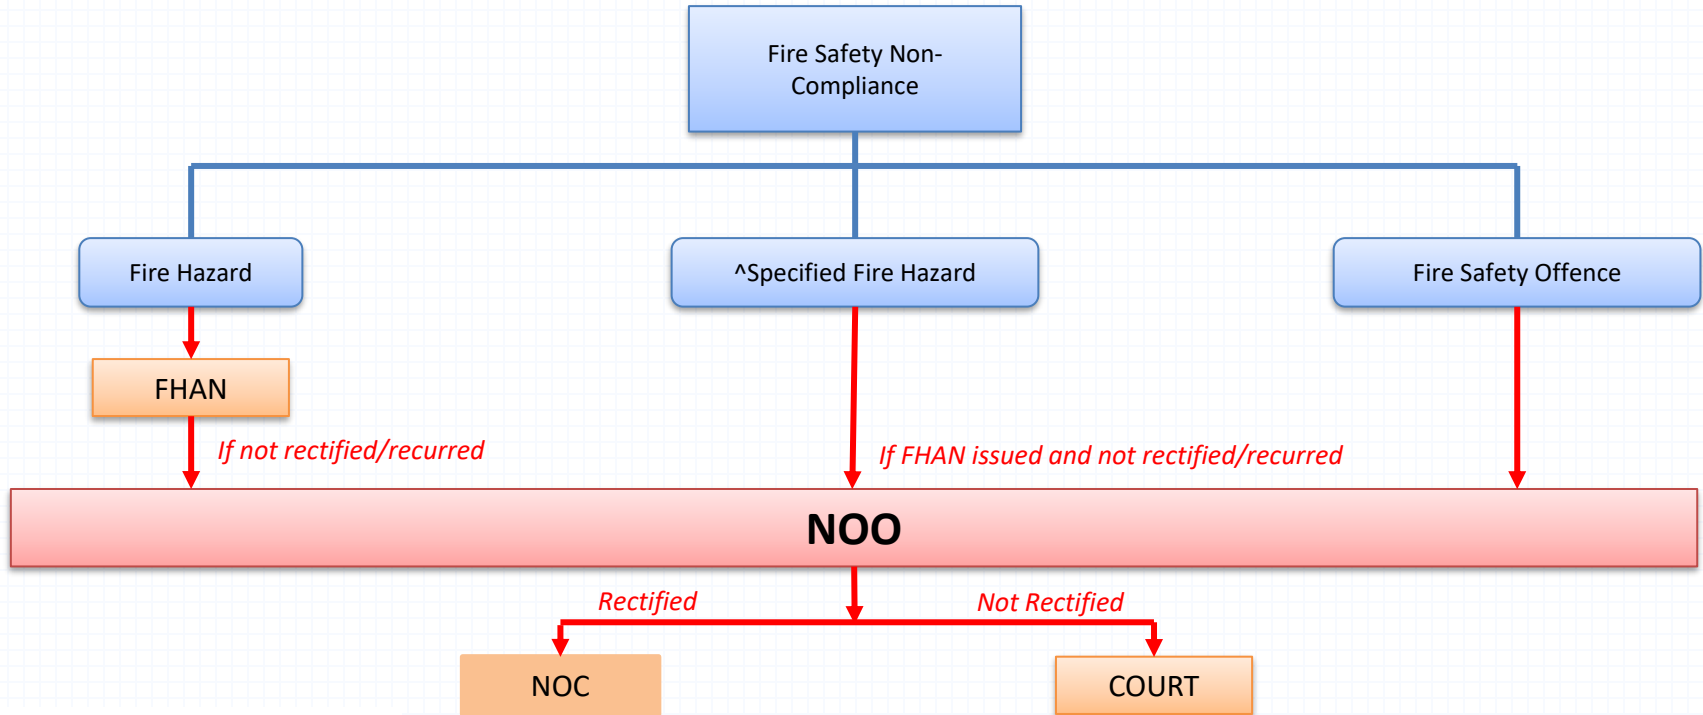 Fire Safety Non-
Compliance
Fire Hazard
^Specified Fire Hazard
Fire Safety Offence
FHAN
If not rectified/recurred
If FHAN issued and not rectified/recurred
NOO
Rectified
Not Rectified
NOC
COURT